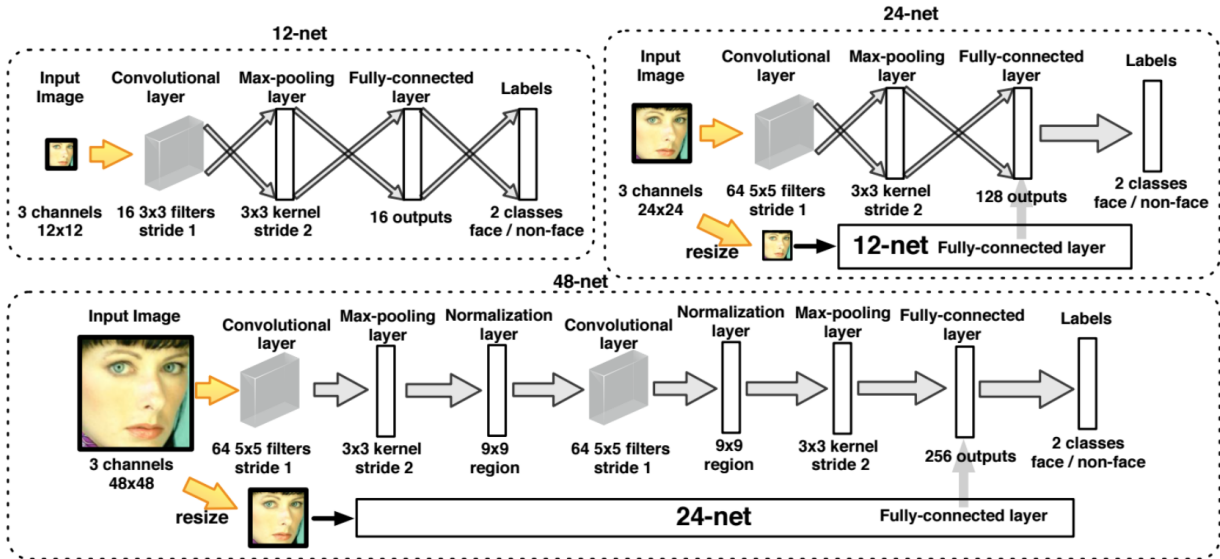 12-net
Input
Image
Convolutional
layer
Max-pooling
layer
Fully-connected
layer
Labels
3 channels
12x12
16 3x3 filters
stride 1
3x3 kernel
stride 2
16 outputs
2 classes
face / non-face
24-net
Input
Image
Convolutional
layer
Max-pooling
layer
Fully-connected
layer
Labels
3 channels
24x24
64 5x5 filters
stride 1
3x3 kernel
stride 2
128 outputs
2 classes
face / non-face
resize
12-net Fully-connected layer
48-net
Input Image
Convolutional
layer
Max-pooling
layer
Normalization
layer
Convolutional
layer
Normalization
layer
Max-pooling
layer
Fully-connected
layer
Labels
3 channels
48x48
64 5x5 filters
stride 1
3x3 kernel
stride 2
9x9
region
64 5x5 filters
stride 1
9x9
region
3x3 kernel
stride 2
256 outputs
2 classes
face / non-face
resize
24-net Fully-connected layer